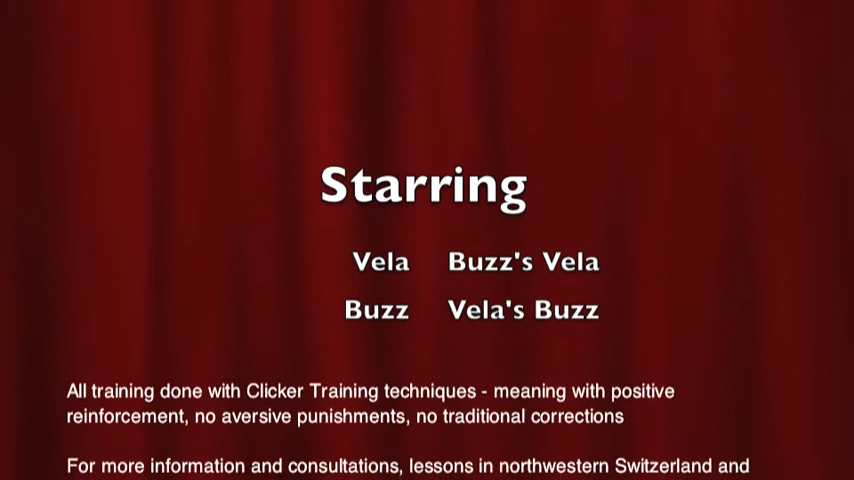 Starring
Vela Buzz's Vela
Buzz Vela's Buzz
All training done with Clicker Training techniques - meaning with positive
reinforcement, no aversive punishments, no traditional corrections
For more information and consultations, lessons in northwestern Switzerland and